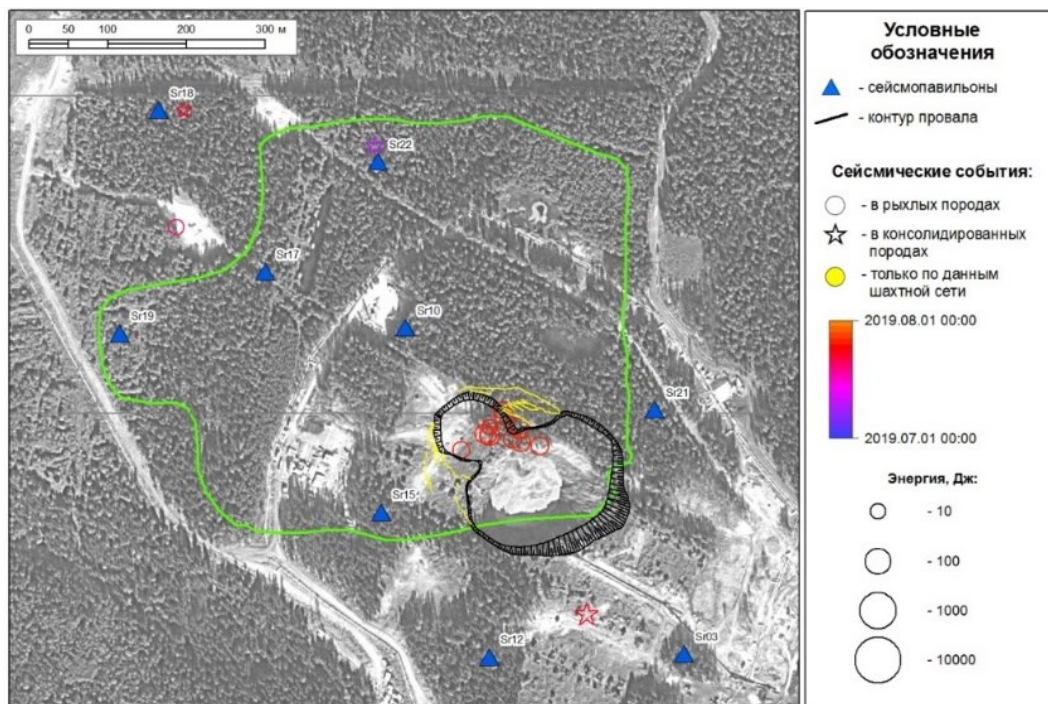 0 50 100 200 300 м
Sr18
Sr22
Sr17
Sr19
Sr10
Sr21
Sr15
Sr12
Sr03
Условные
обозначения
- сейсмопавильоны
- контур провала
Сейсмические события:
- в рыхлых породах
- в консолидированных
породах
- только по данным
шахтной сети
2019.08.01 00:00
2019.07.01 00:00
Энергия, Дж:
- 10
- 100
- 1000
- 10000